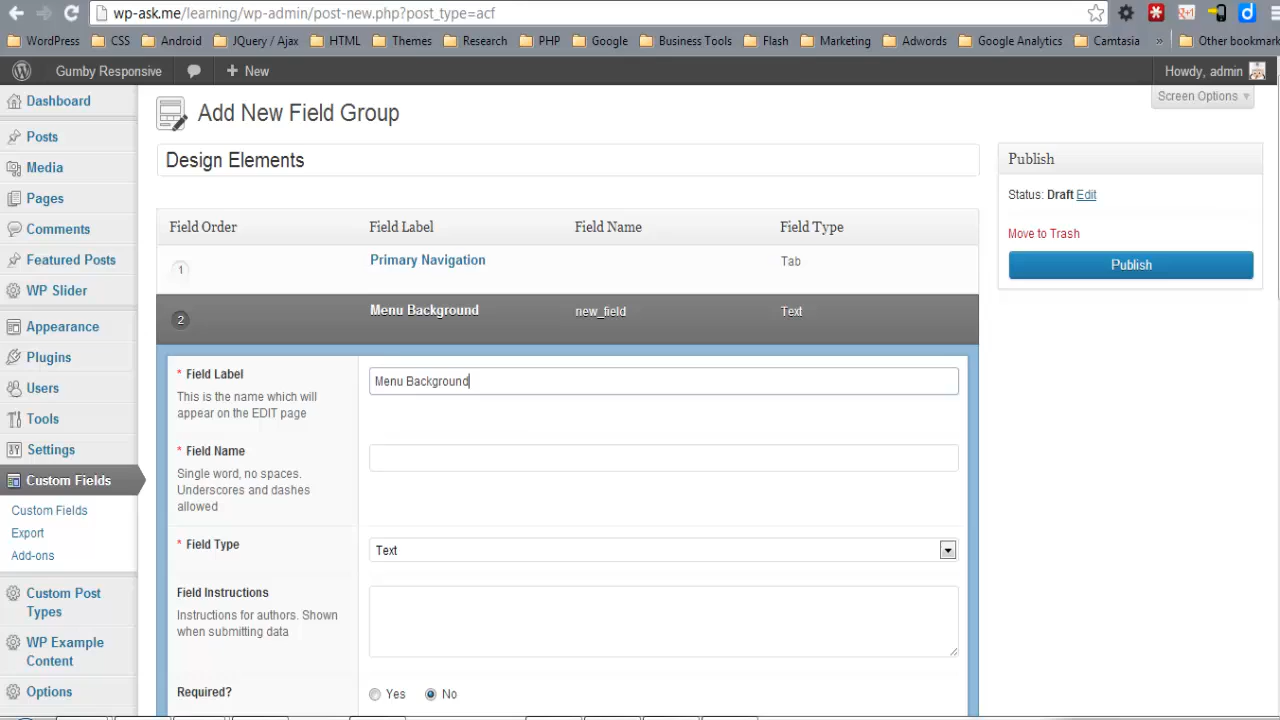 wp-ask.me/learning/wp-admin/post-new.php?post_type=acf
WordPress CSS Android JQuery / Ajax HTML Themes Research PHP Google Business Tools Flash Marketing Adwords Google Analytics Camtasia » Other bookmark
Gumby Responsive + New Howdy, admin
Screen Options
Dashboard
Posts
Media
Pages
Comments
Featured Posts
WP Slider
Appearance
Plugins
Users
Tools
Settings
Custom Fields
Custom Fields
Export
Add-ons
Custom Post
Types
WP Example
Content
Options
Add New Field Group
Design Elements
Field Order Field Label Field Name Field Type
1 Primary Navigation Tab
2 Menu Background new_field Text
* Field Label
This is the name which will
appear on the EDIT page
Menu Background
* Field Name
Single word, no spaces.
Underscores and dashes
allowed
* Field Type
Text
Field Instructions
Instructions for authors. Shown
when submitting data
Required?
Yes No
Publish
Status: Draft Edit
Move to Trash
Publish